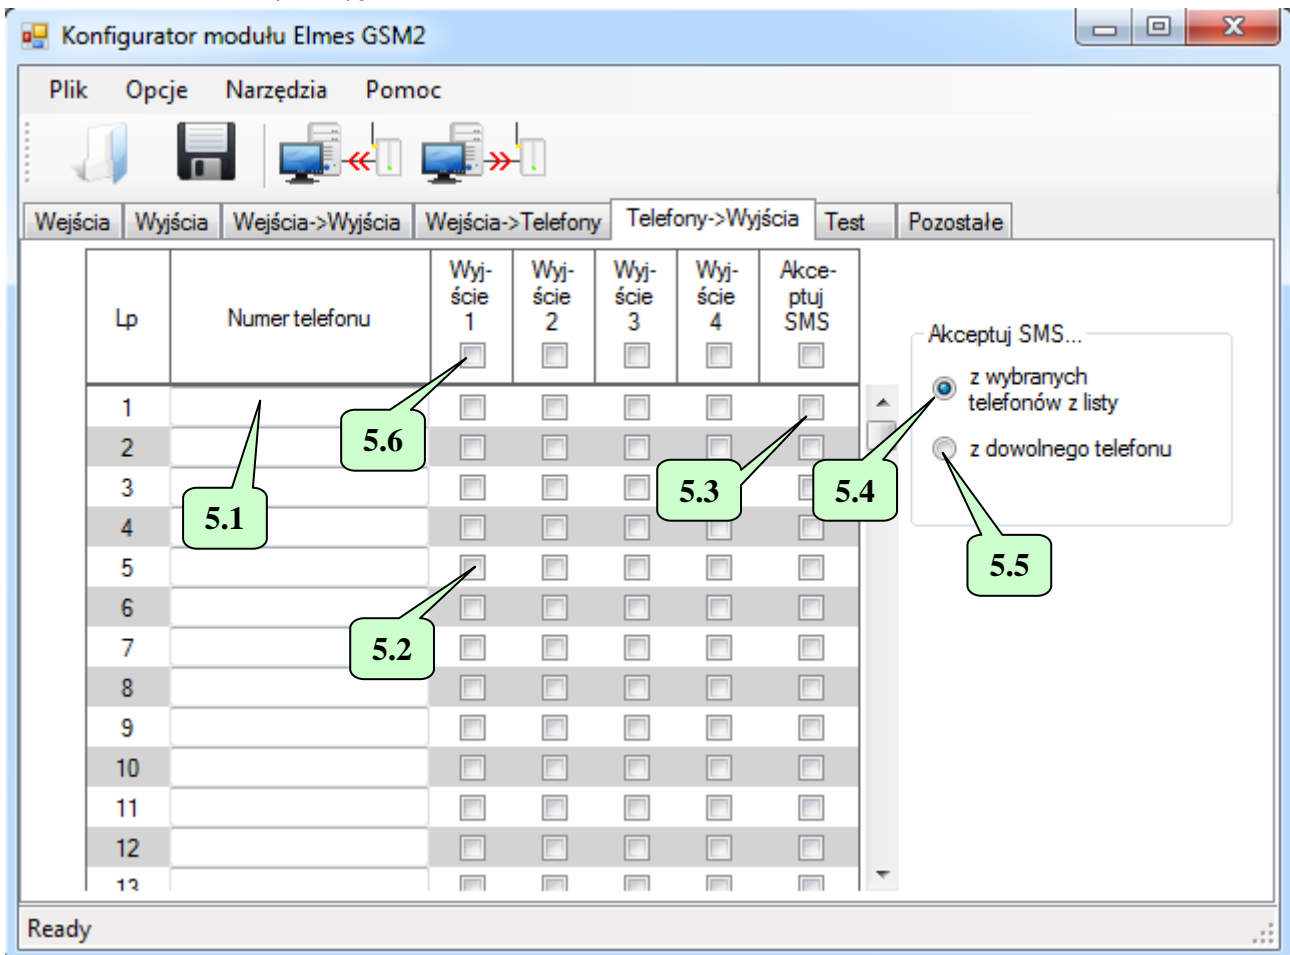 Konfigurator modułu Elmes GSM2
Plik Opcje Narzędzia Pomoc
Wejścia Wyjścia Wejścia->Wyjścia Wejścia->Telefony Telefony->Wyjścia Test Pozostałe
Lp
Numer telefonu
Wyj-
ście
1
Wyj-
ście
2
Wyj-
ście
3
Wyj-
ście
4
Akce-
ptuj
SMS
1
2
3
4
5
6
7
8
9
10
11
12
13
Akceptuj SMS...
z wybranych
telefonów z listy
z dowolnego telefonu
5.6
5.3
5.4
5.1
5.5
5.2
Ready